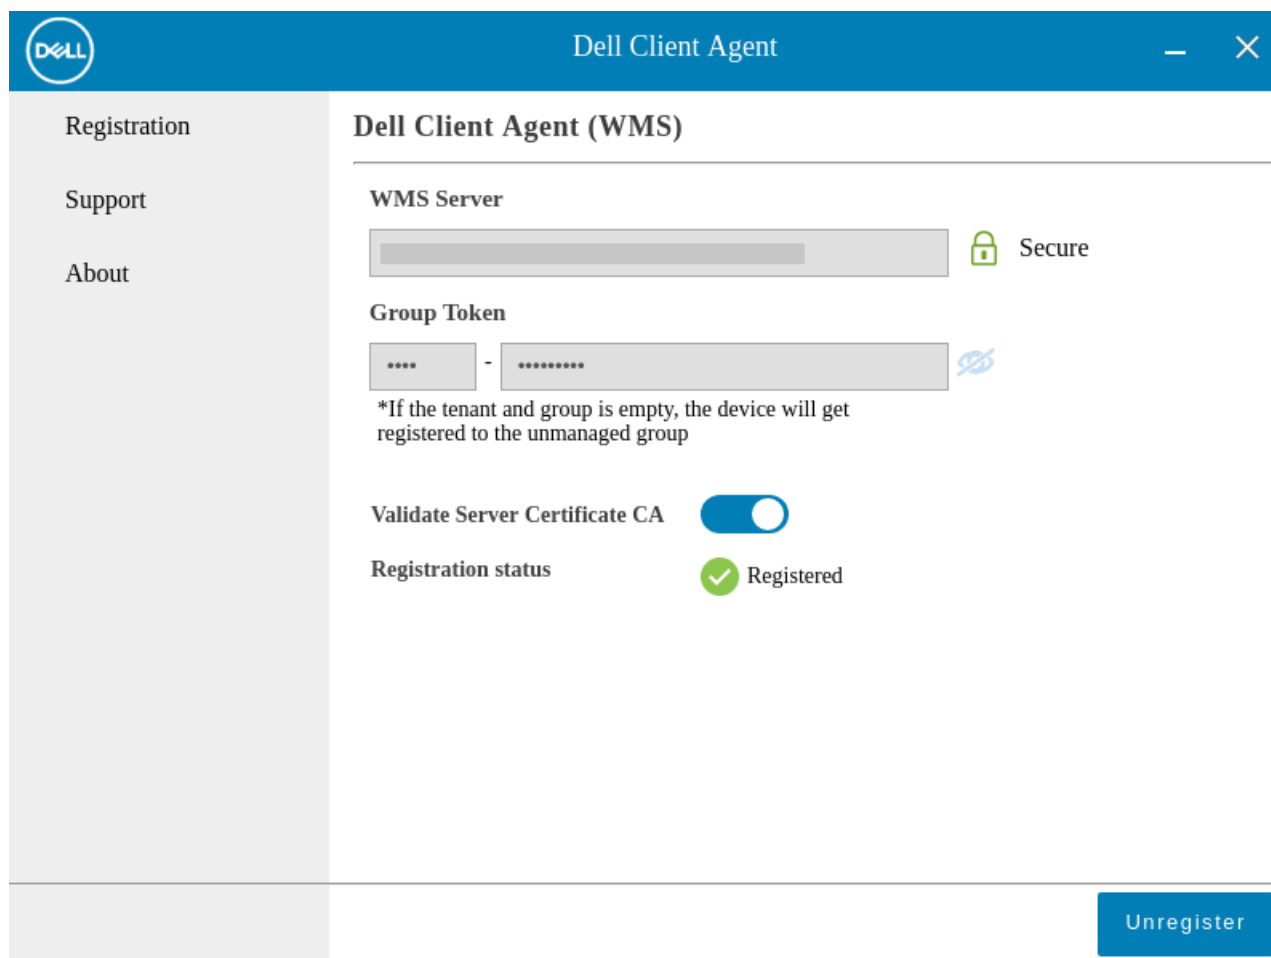 DELL
Dell Client Agent
Registration
Support
About
Dell Client Agent (WMS)
WMS Server
Secure
Group Token
•••• - •••••••••
*If the tenant and group is empty, the device will get
registered to the unmanaged group
Validate Server Certificate CA
Registration status
Registered
Unregister